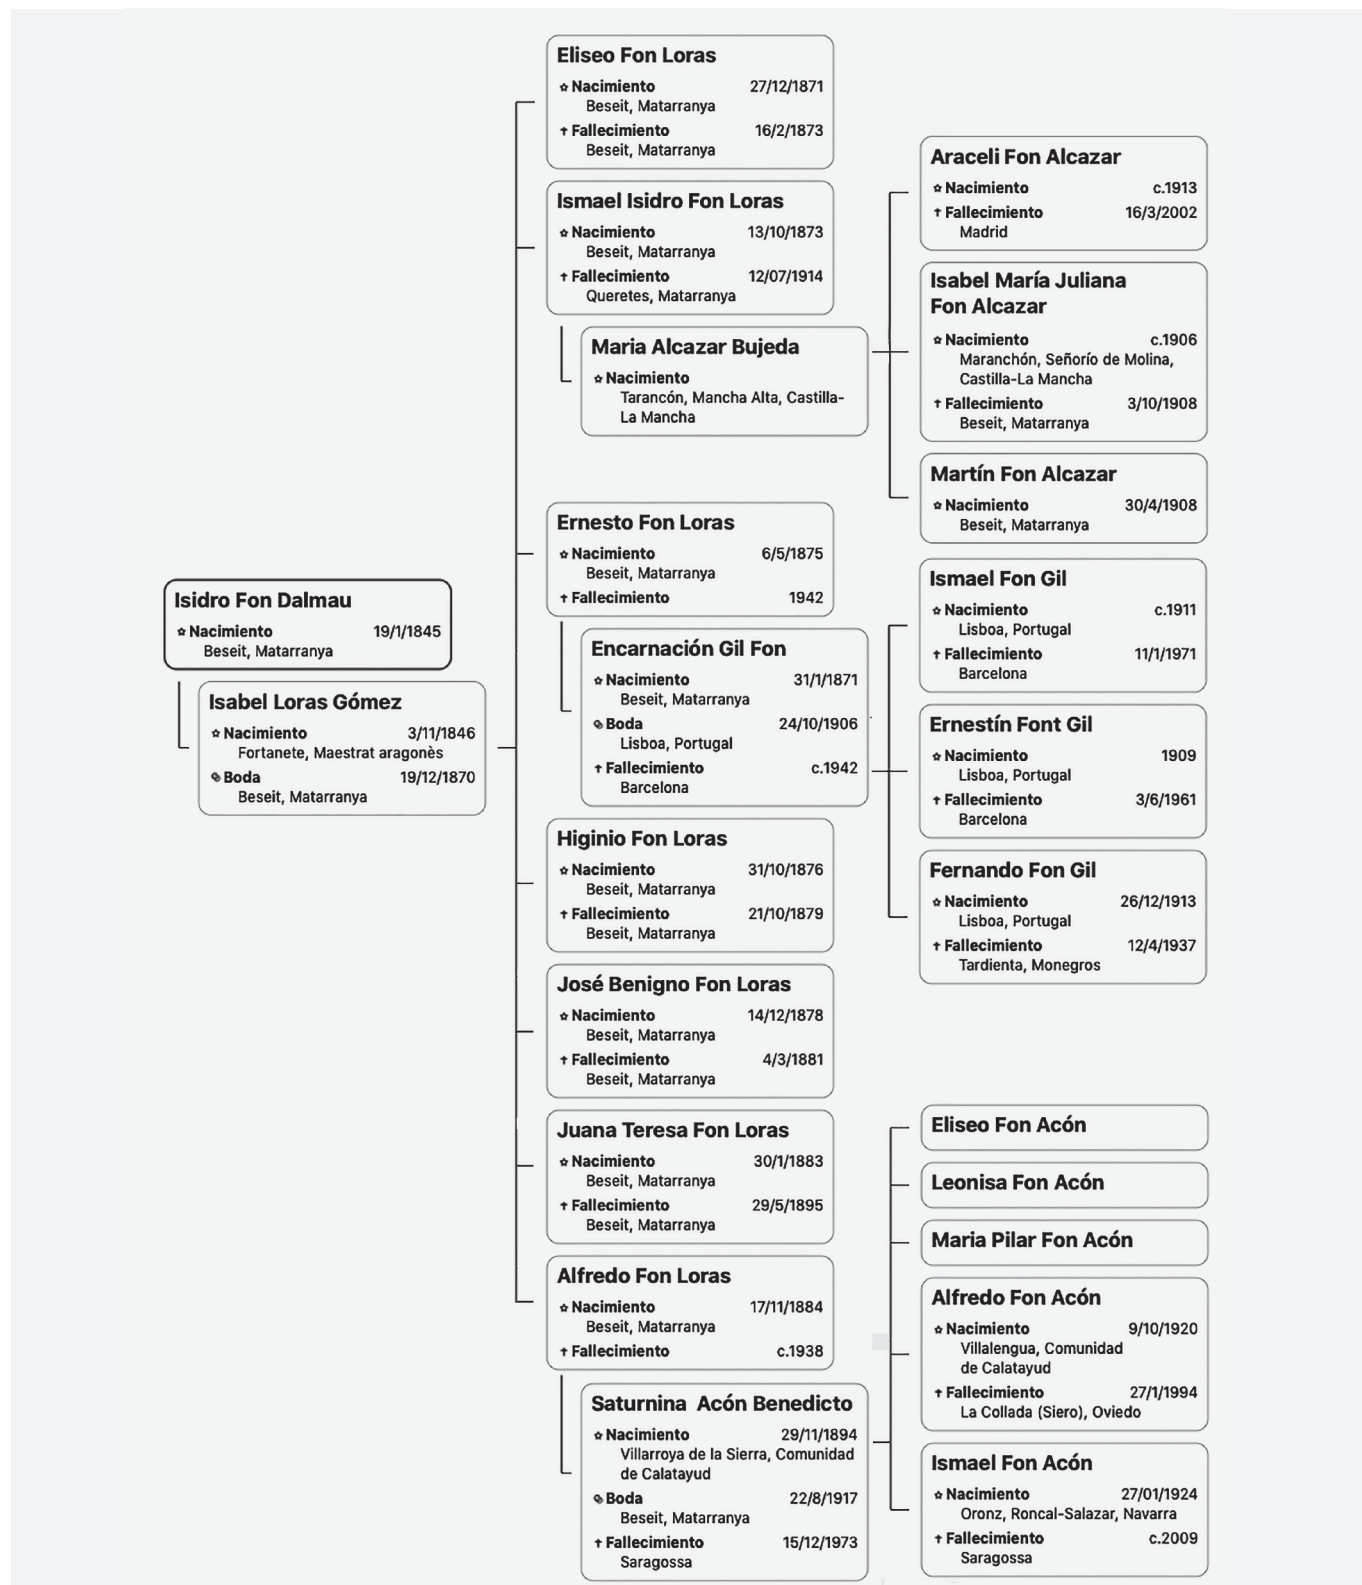 Isidro Fon Dalmau
Nacimiento 19/1/1845
Beseit, Matarranya
Isabel Loras Gómez
Nacimiento 3/11/1846
Fortanete, Maestrat aragonès
Boda 19/12/1870
Beseit, Matarranya
Eliseo Fon Loras
Nacimiento 27/12/1871
Beseit, Matarranya
Fallecimiento 16/2/1873
Beseit, Matarranya
Ismael Isidro Fon Loras
Nacimiento 13/10/1873
Beseit, Matarranya
Fallecimiento 12/07/1914
Queretes, Matarranya
Maria Alcazar Bujeda
Nacimiento
Tarancón, Mancha Alta, Castilla-
La Mancha
Araceli Fon Alcazar
Nacimiento c.1913
Fallecimiento 16/3/2002
Madrid
Isabel María Juliana
Fon Alcazar
Nacimiento c.1906
Maranchón, Señorío de Molina,
Castilla-La Mancha
Fallecimiento 3/10/1908
Beseit, Matarranya
Martín Fon Alcazar
Nacimiento 30/4/1908
Beseit, Matarranya
Ernesto Fon Loras
Nacimiento 6/5/1875
Beseit, Matarranya
Fallecimiento 1942
Encarnación Gil Fon
Nacimiento 31/1/1871
Beseit, Matarranya
Boda 24/10/1906
Lisboa, Portugal
Fallecimiento c.1942
Barcelona
Ismael Fon Gil
Nacimiento c.1911
Lisboa, Portugal
Fallecimiento 11/1/1971
Barcelona
Ernestín Font Gil
Nacimiento 1909
Lisboa, Portugal
Fallecimiento 3/6/1961
Barcelona
Fernando Fon Gil
Nacimiento 26/12/1913
Lisboa, Portugal
Fallecimiento 12/4/1937
Tardienta, Monegros
Higinio Fon Loras
Nacimiento 31/10/1876
Beseit, Matarranya
Fallecimiento 21/10/1879
Beseit, Matarranya
José Benigno Fon Loras
Nacimiento 14/12/1878
Beseit, Matarranya
Fallecimiento 4/3/1881
Beseit, Matarranya
Juana Teresa Fon Loras
Nacimiento 30/1/1883
Beseit, Matarranya
Fallecimiento 29/5/1895
Beseit, Matarranya
Alfredo Fon Loras
Nacimiento 17/11/1884
Beseit, Matarranya
Fallecimiento c.1938
Saturnina Acón Benedicto
Nacimiento 29/11/1894
Villarroya de la Sierra, Comunidad
de Calatayud
Boda 22/8/1917
Beseit, Matarranya
Fallecimiento 15/12/1973
Saragossa
Eliseo Fon Acón
Leonisa Fon Acón
Maria Pilar Fon Acón
Alfredo Fon Acón
Nacimiento 9/10/1920
Villalengua, Comunidad
de Calatayud
Fallecimiento 27/1/1994
La Collada (Siero), Oviedo
Ismael Fon Acón
Nacimiento 27/01/1924
Oronz, Roncal-Salazar, Navarra
Fallecimiento c.2009
Saragossa